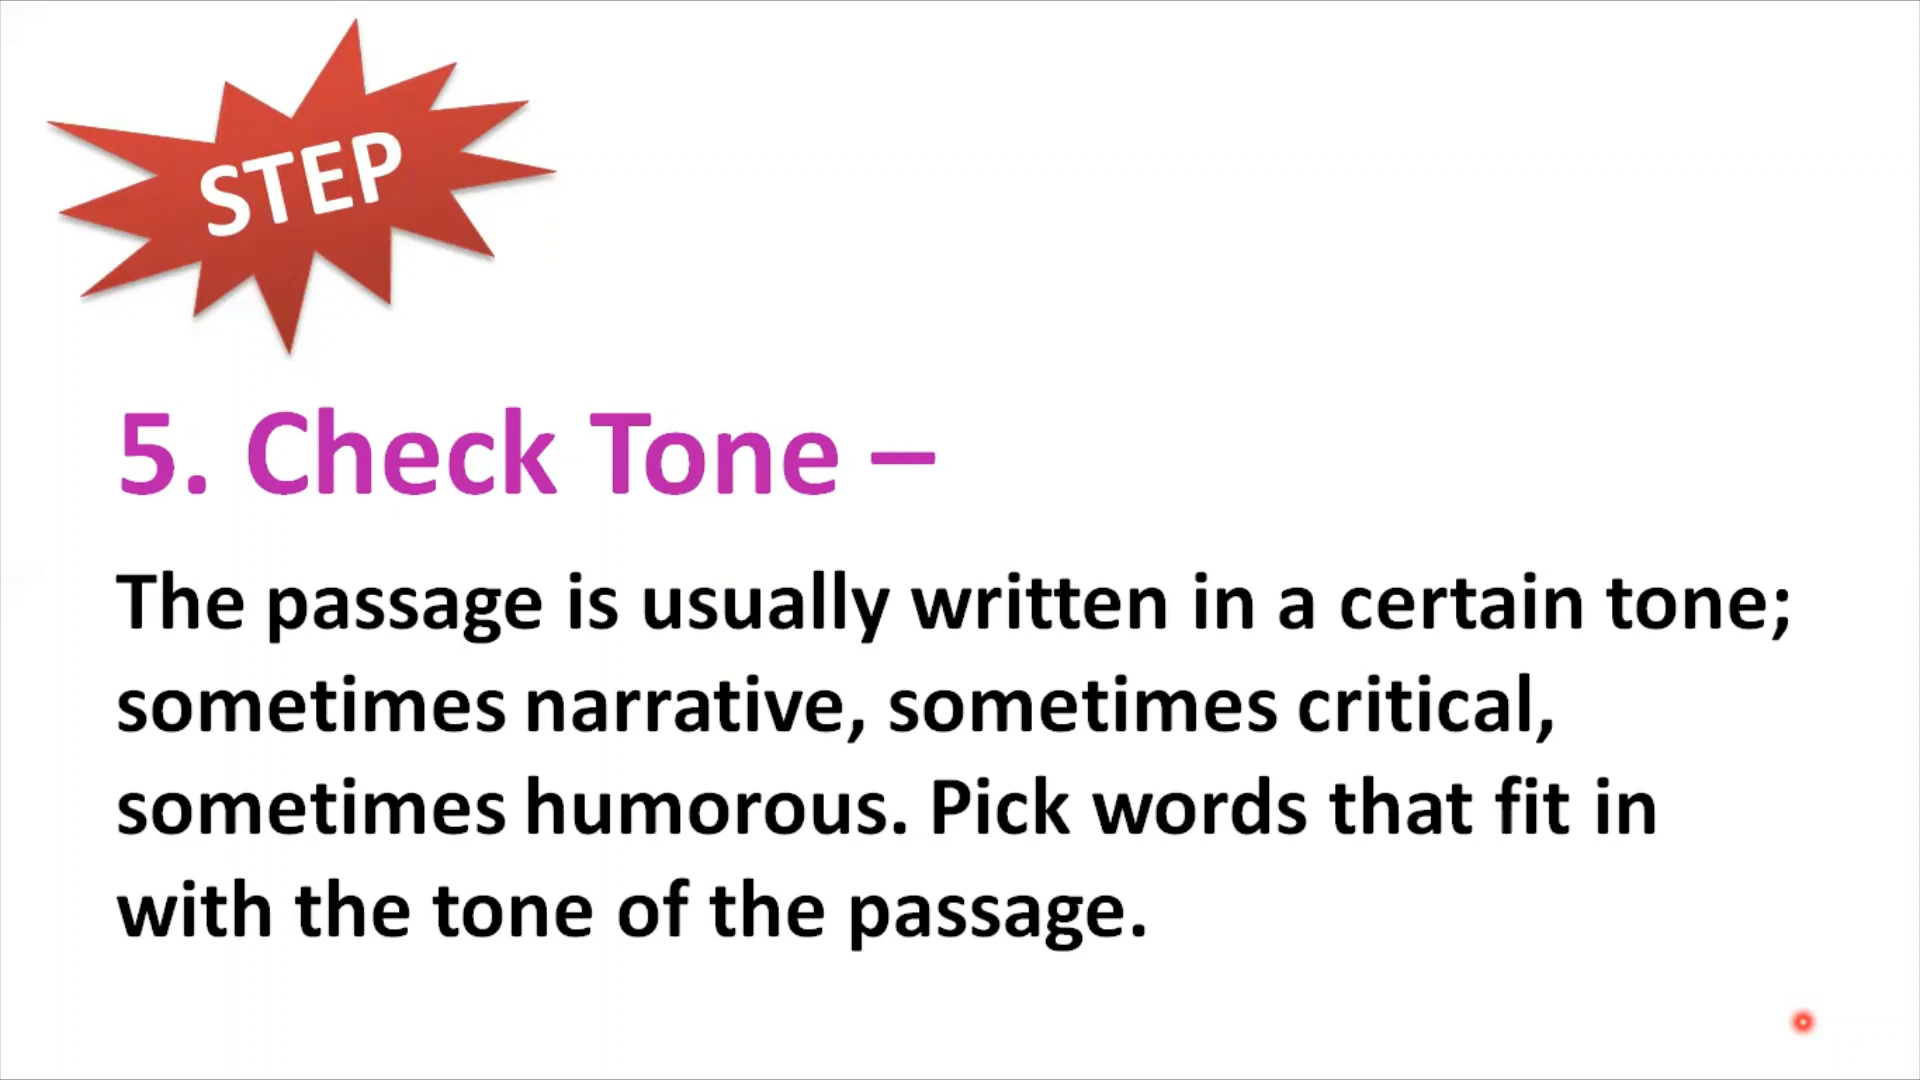 STEP
5. Check Tone –
The passage is usually written in a certain tone;
sometimes narrative, sometimes critical,
sometimes humorous. Pick words that fit in
with the tone of the passage.